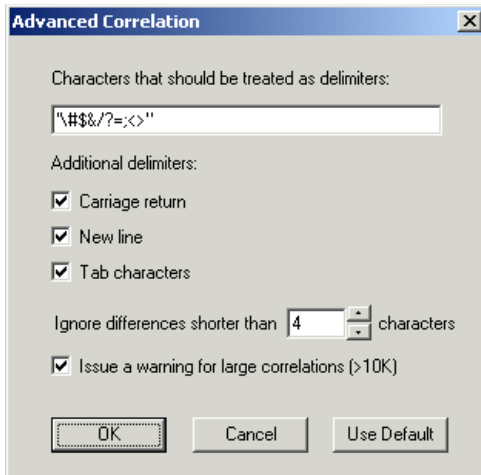 Advanced Correlation
Characters that should be treated as delimiters:
"\#$&/?=;<>"
Additional delimiters:
Carriage return
New line
Tab characters
Ignore differences shorter than 4 characters
Issue a warning for large correlations (>10K)
OK Cancel Use Default